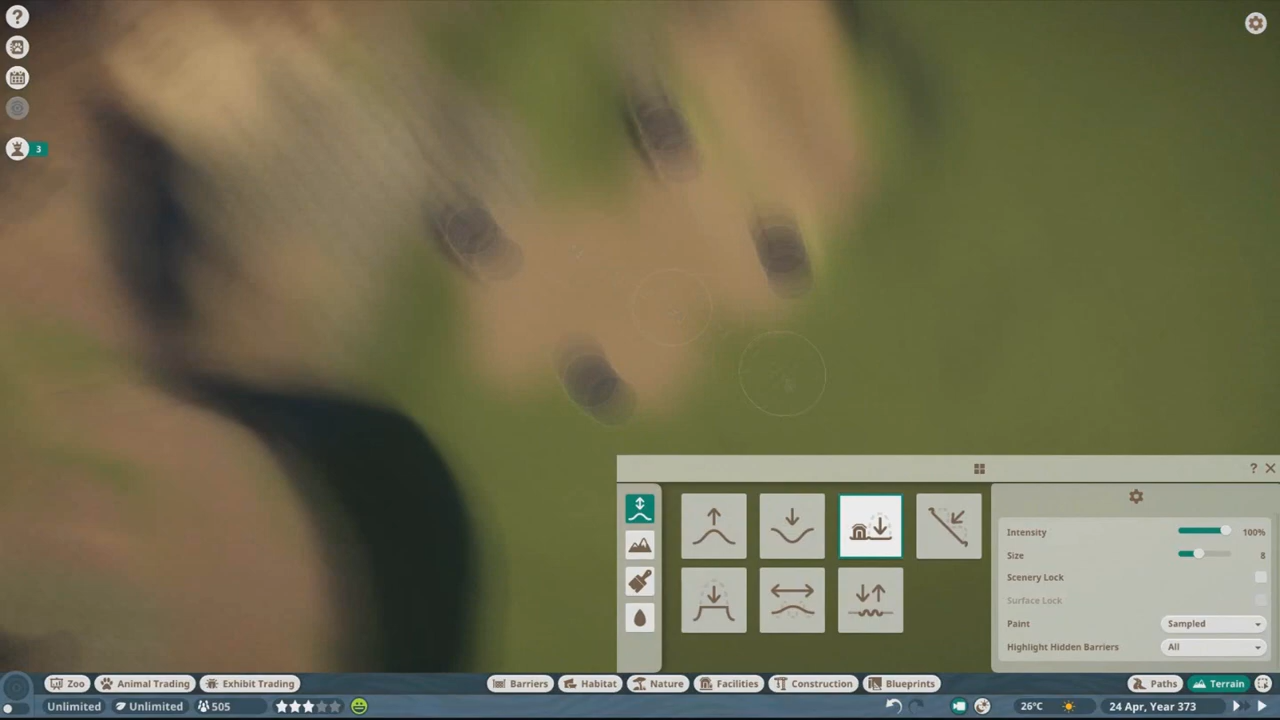 ?
3
? ×
Intensity 100%
Size 8
Scenery Lock
Surface Lock
Paint Sampled
Highlight Hidden Barriers All
Zoo Animal Trading Exhibit Trading Barriers Habitat Nature Facilities Construction Blueprints Paths Terrain
Unlimited Unlimited 505 26°C 24 Apr, Year 373